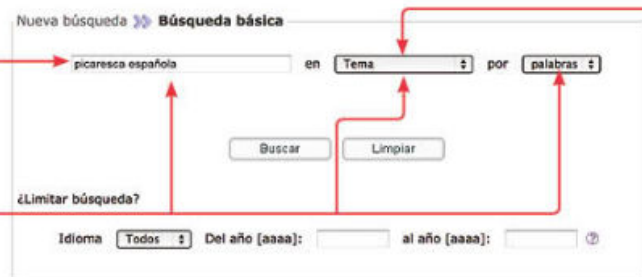 Nueva búsqueda » Búsqueda básica
picaresca española en Tema por palabras
Buscar Limpiar
¿Limitar búsqueda?
Idioma Todos Del año [aaaa]: al año [aaaa]: ?